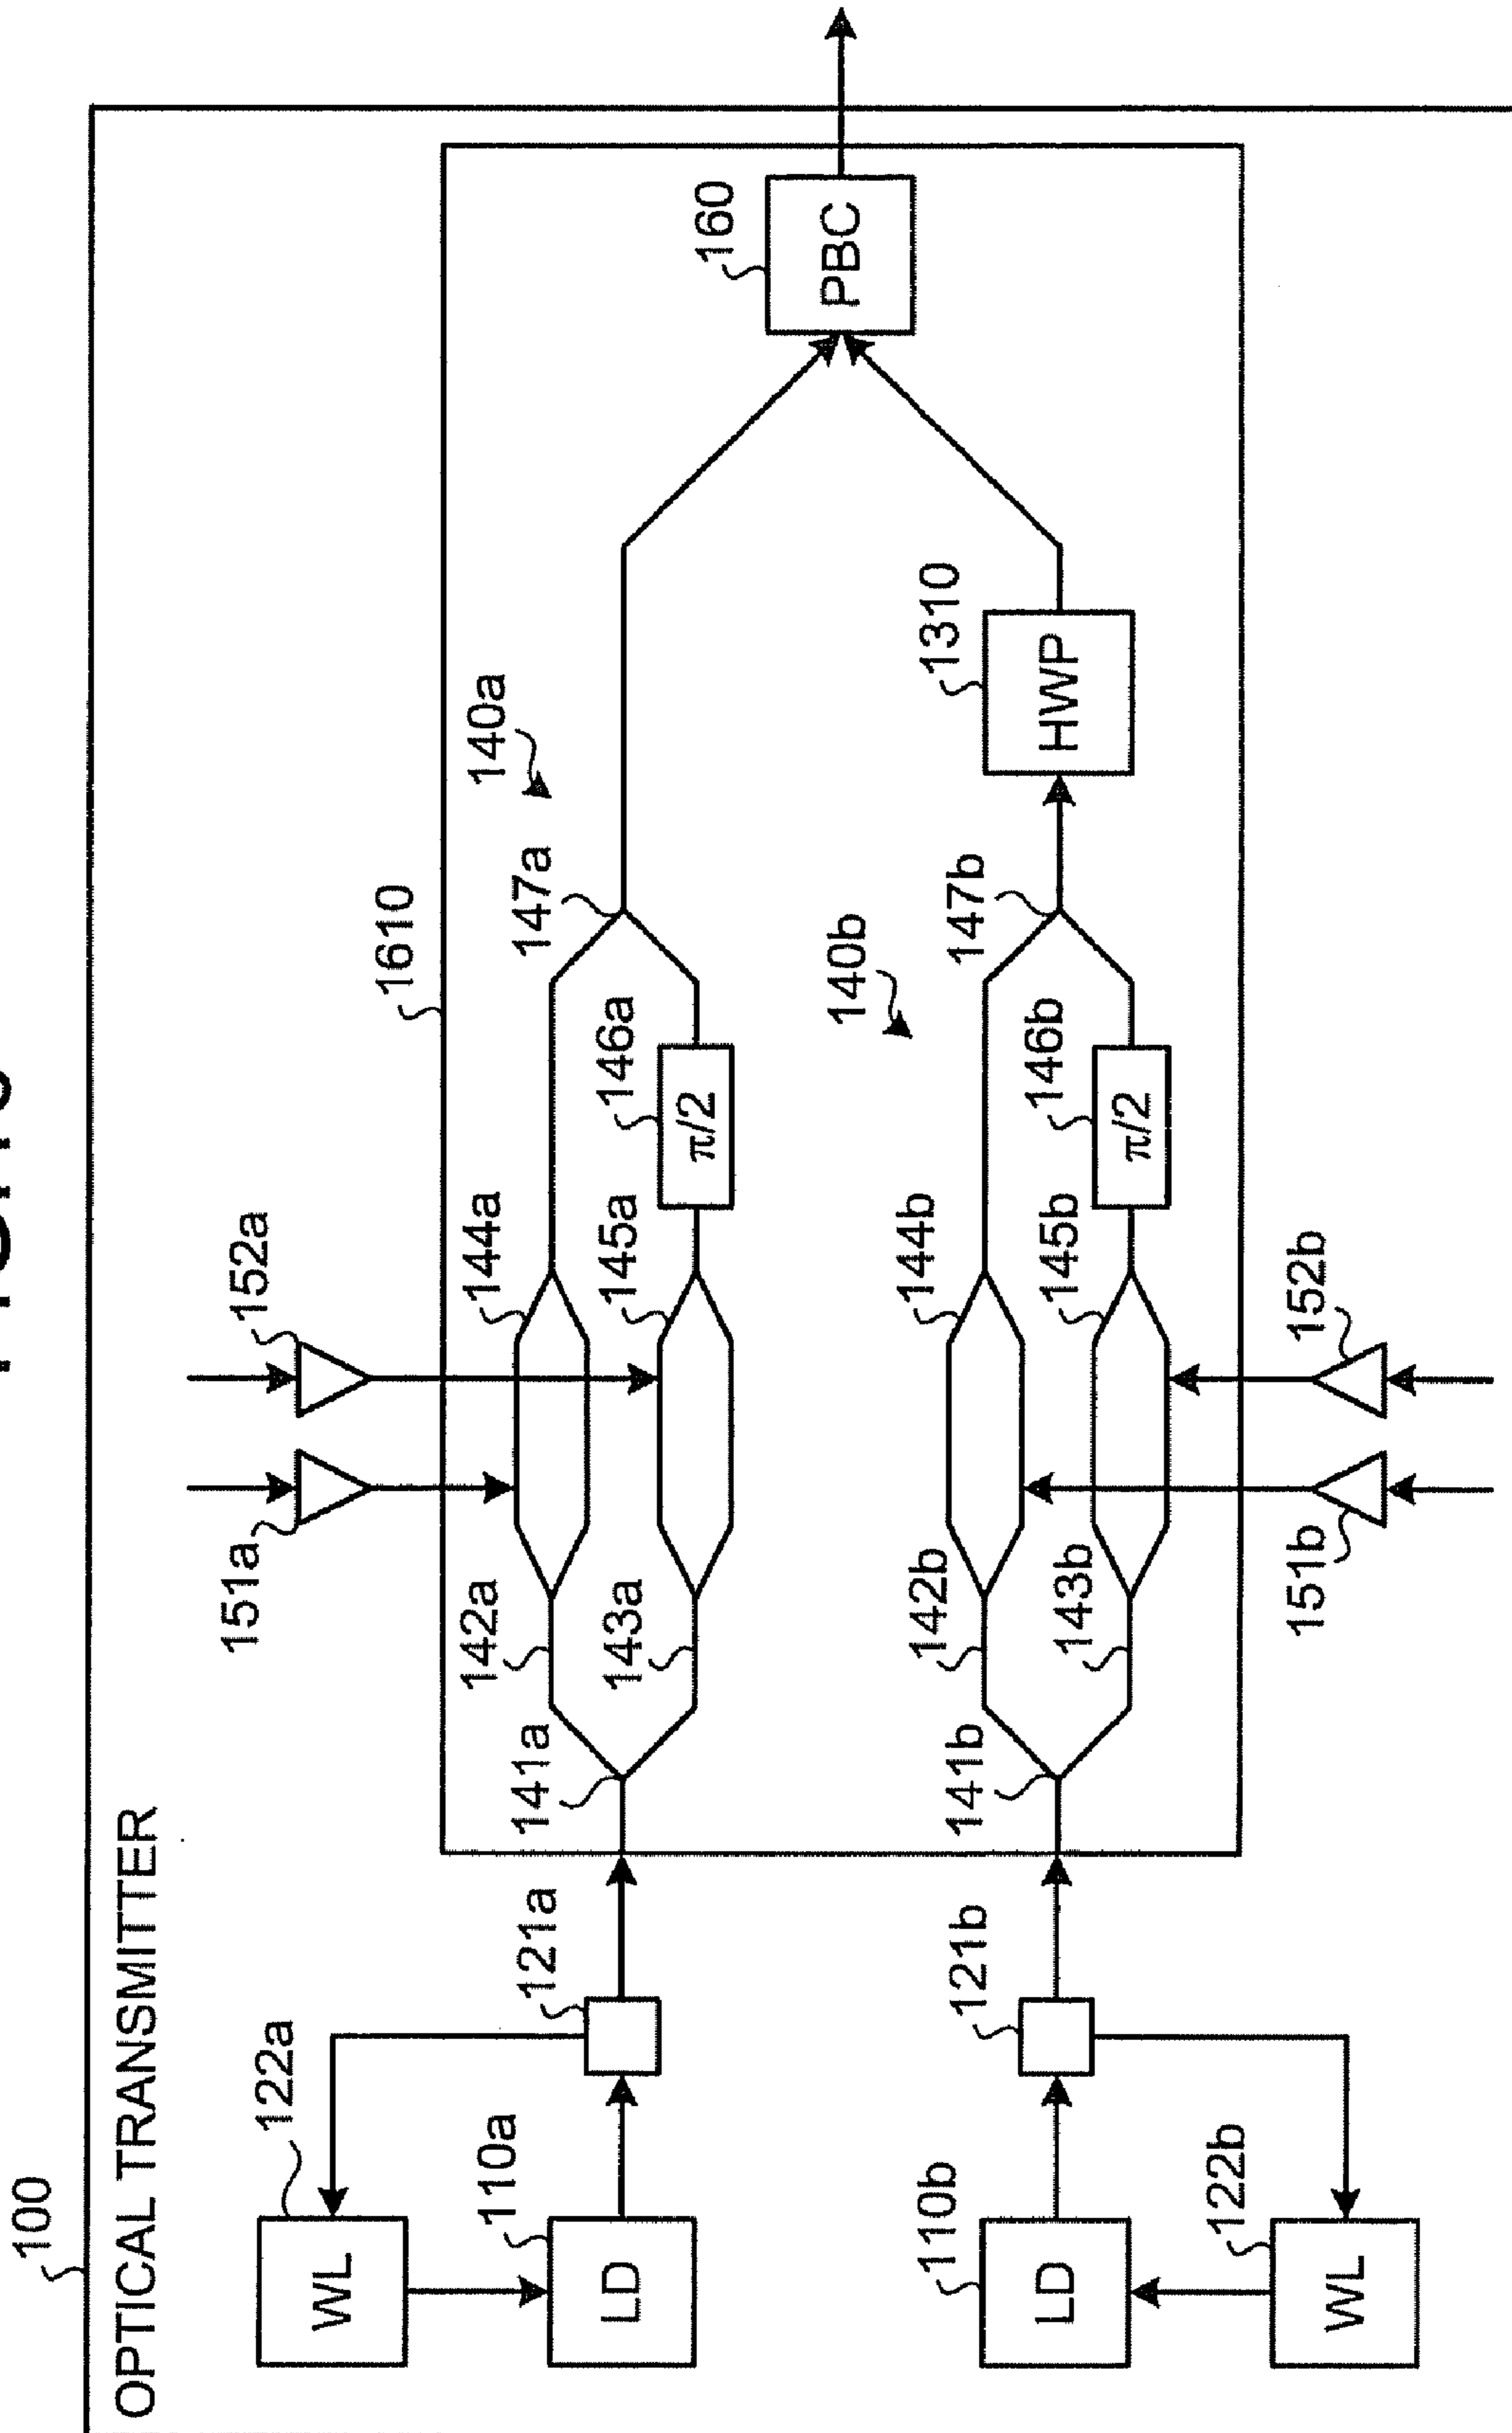 100
OPTICAL TRANSMITTER
122a
WL
110a
LD
121a
151a
152a
1610
141a
142a
143a
144a
145a
146a
π/2
147a
140a
160
PBC
110b
LD
122b
WL
121b
141b
142b
143b
144b
145b
146b
π/2
147b
140b
1310
HWP
151b
152b